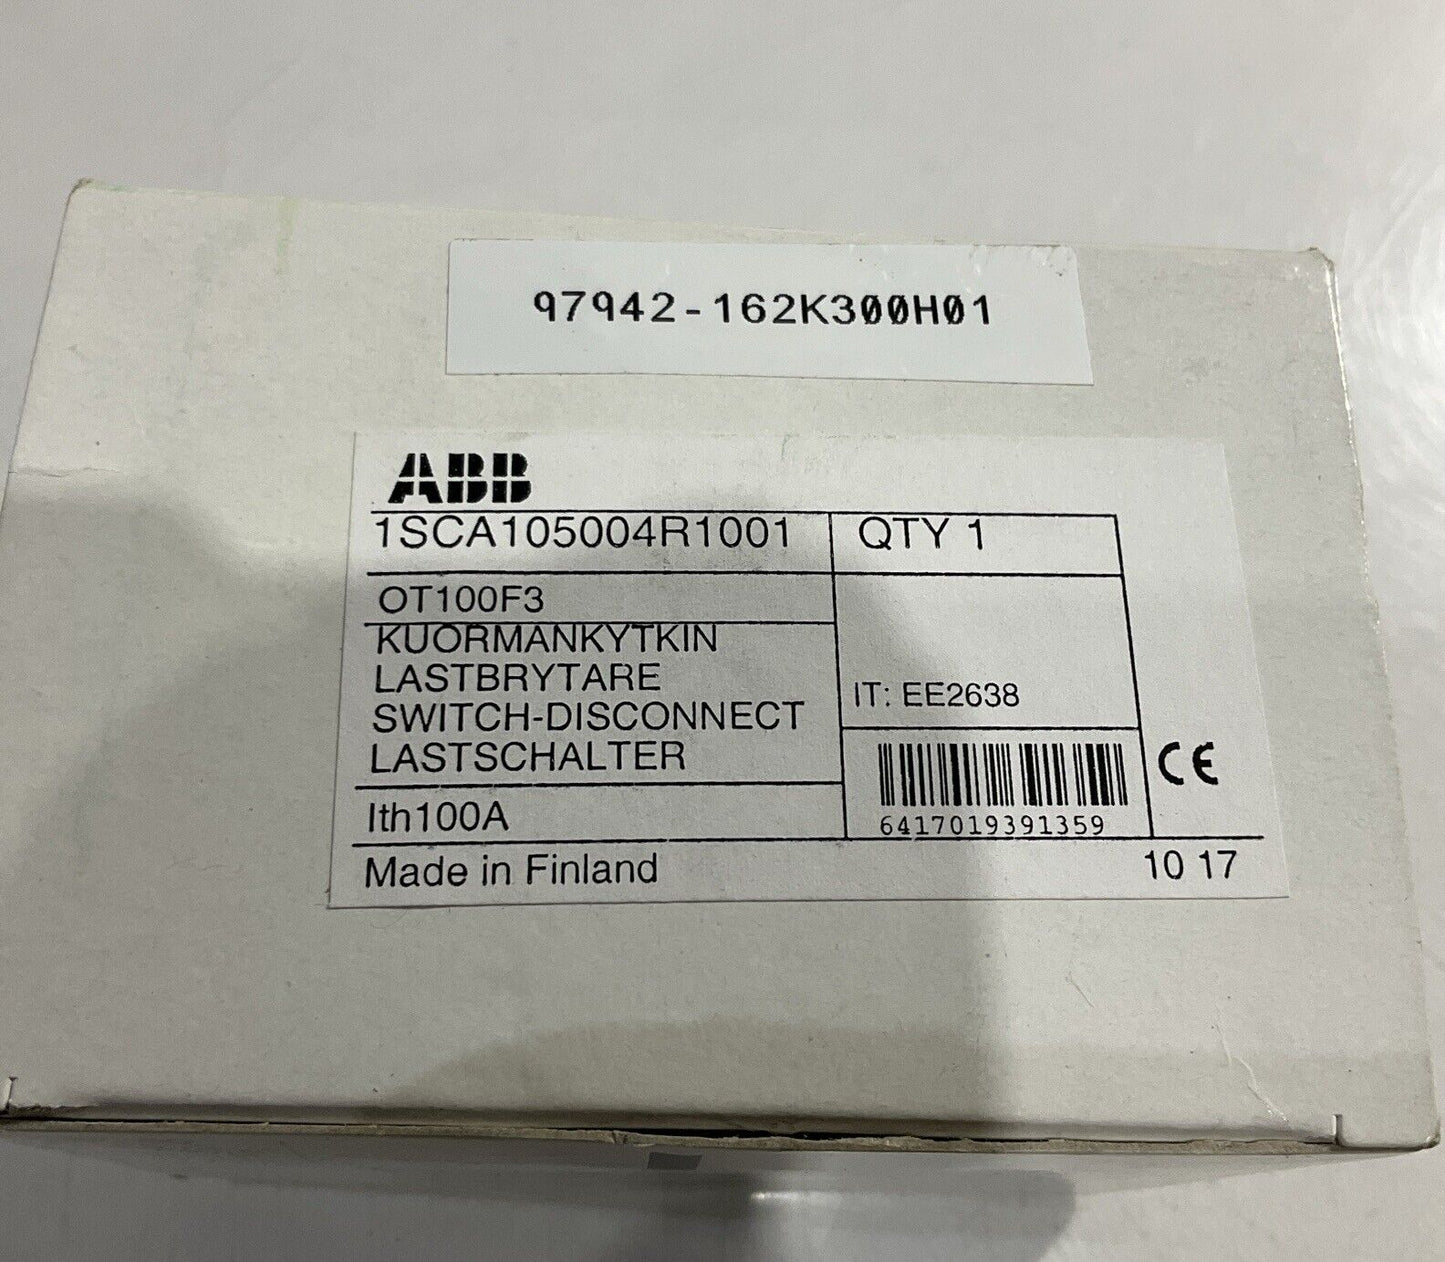 97942-162K300H01
ABB
1SCA105004R1001 QTY 1
OT100F3
KUORMANKYTKIN
LASTBRYTARE
SWITCH-DISCONNECT
LASTSCHALTER
IT: EE2638
Ith100A
6417019391359
CE
Made in Finland 10 17